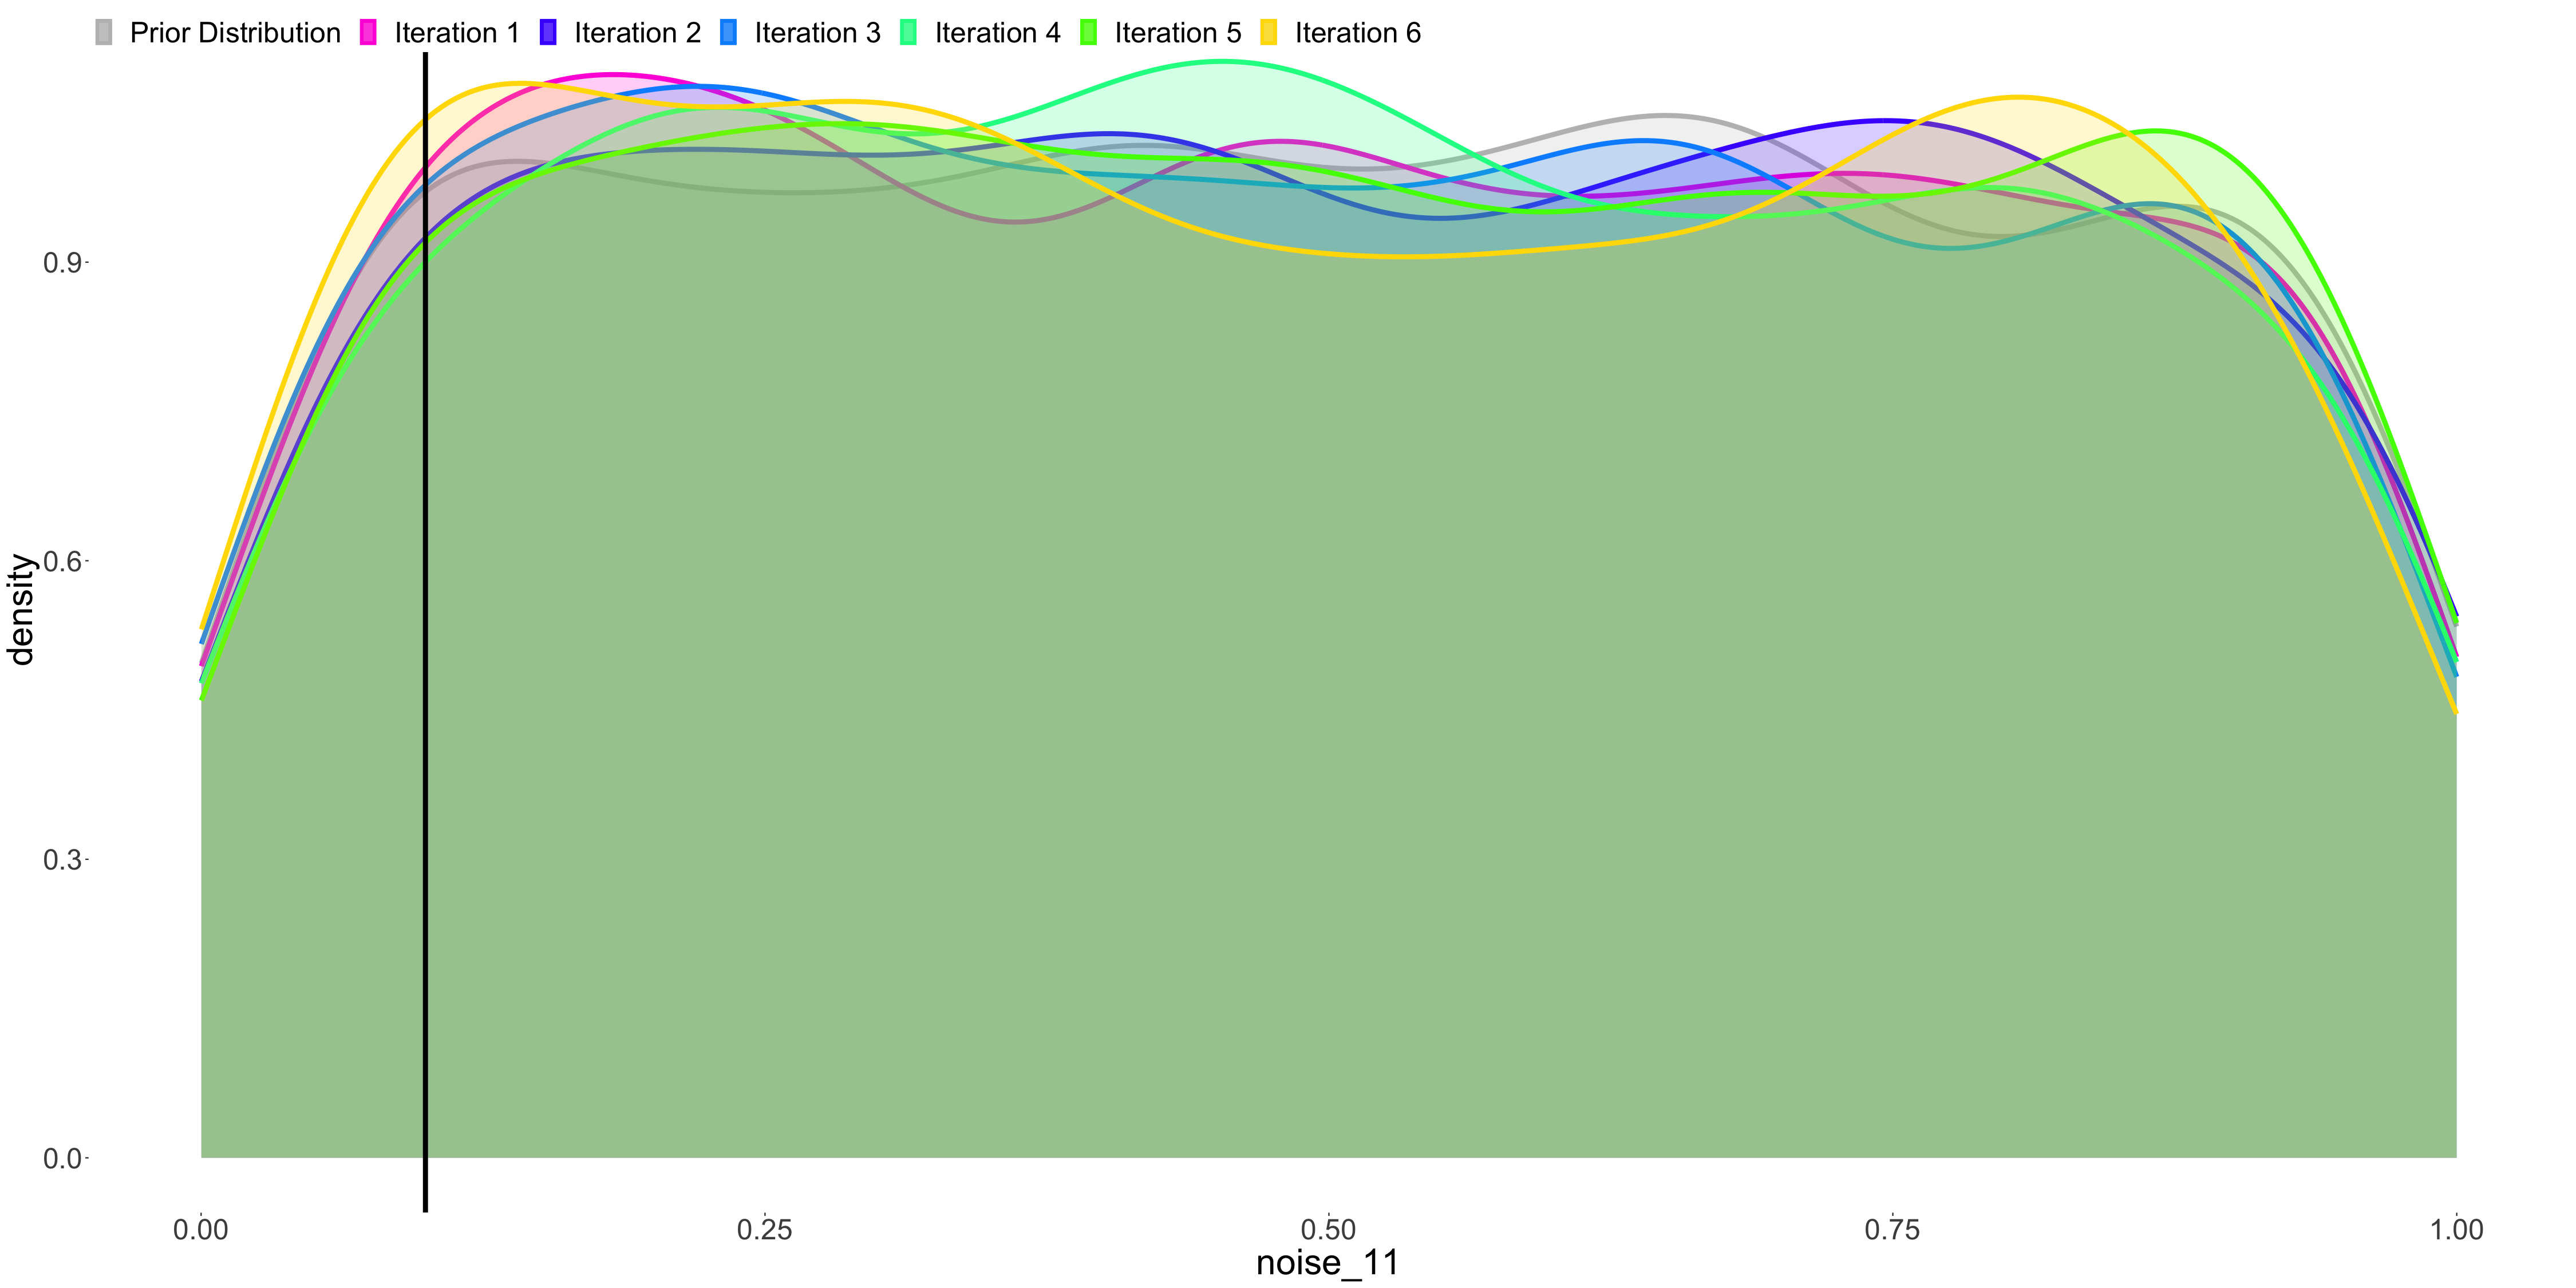 Prior Distribution Iteration 1 Iteration 2 Iteration 3 Iteration 4 Iteration 5 Iteration 6
density
0.9
0.6
0.3
0.0
0.00 0.25 0.50 0.75 1.00
noise_11